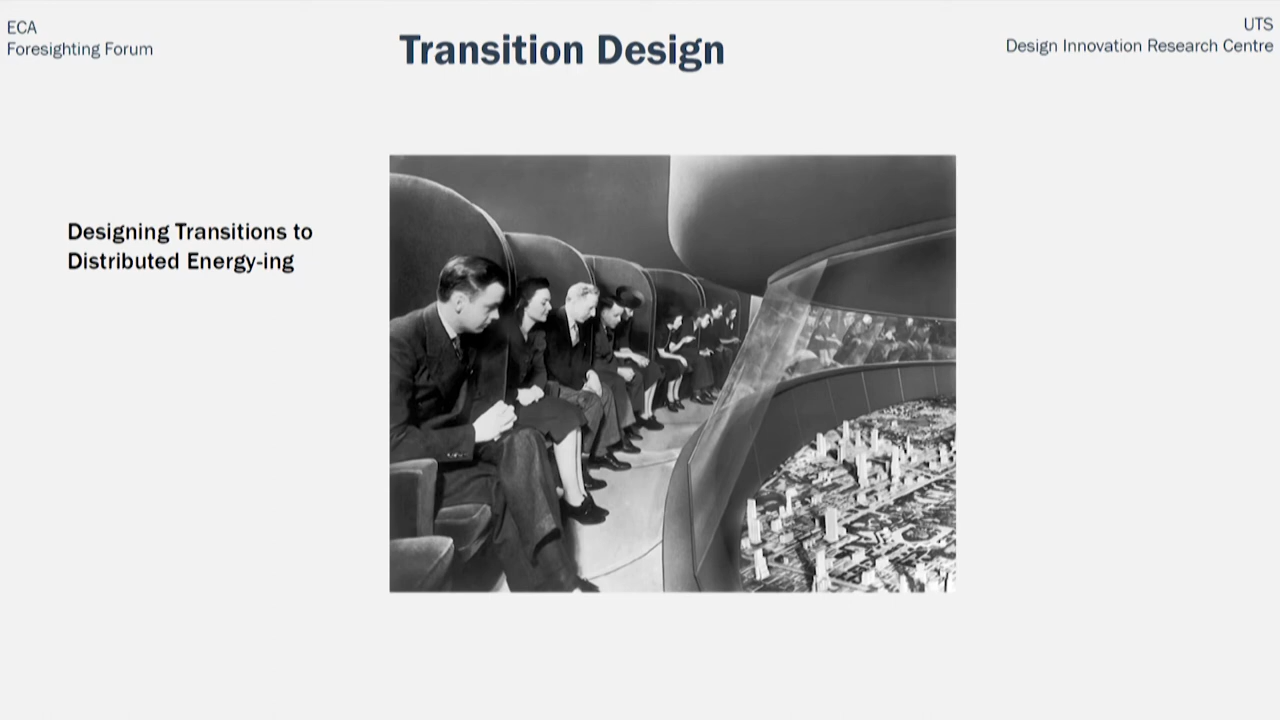 ECA
Foresighting Forum
Transition Design
UTS
Design Innovation Research Centre
Designing Transitions to
Distributed Energy-ing